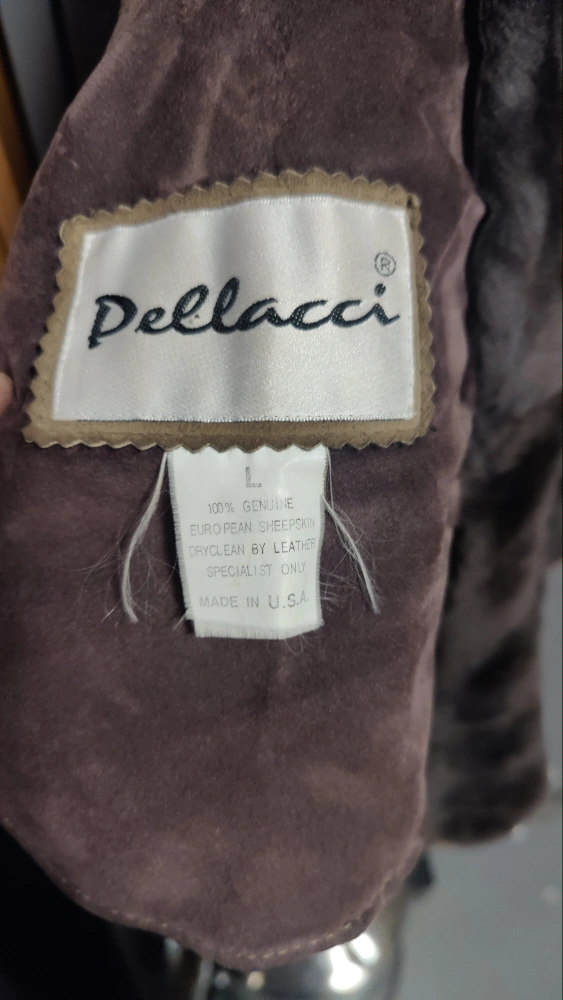 Pellacci®
L
100% GENUINE
EUROPEAN SHEEPSKIN
DRYCLEAN BY LEATHER
SPECIALIST ONLY
MADE IN U.S.A.